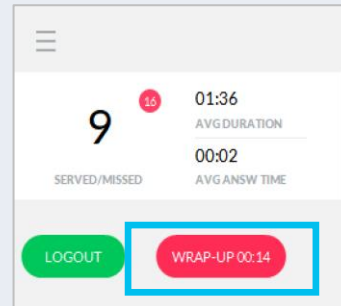 16
9
SERVED/MISSED
01:36
AVG DURATION
00:02
AVG ANSW TIME
LOGOUT
WRAP-UP 00:14